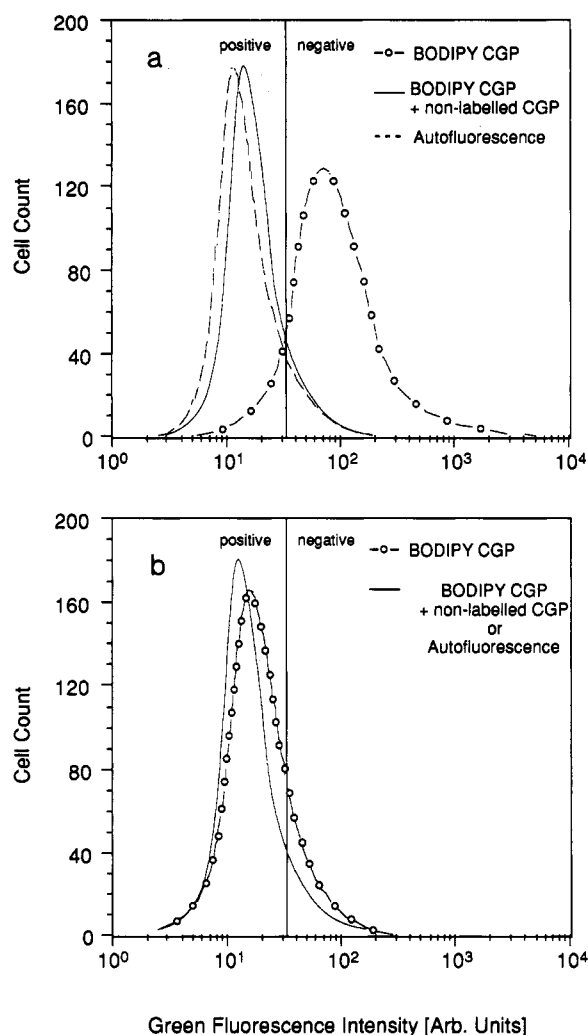 200
160
120
80
40
0
Cell Count
a
positive
negative
BODIPY CGP
BODIPY CGP
+ non-labelled CGP
Autofluorescence
10⁰
10¹
10²
10³
10⁴
200
160
120
80
40
0
Cell Count
b
positive
negative
BODIPY CGP
BODIPY CGP
+ non-labelled CGP
or
Autofluorescence
10⁰
10¹
10²
10³
10⁴
Green Fluorescence Intensity [Arb. Units]